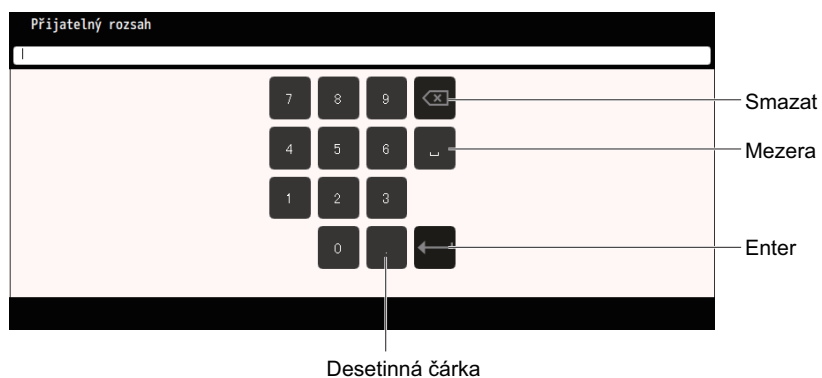 Přijatelný rozsah
7 8 9
Smazat
4 5 6
Mezera
1 2 3
0 .
Enter
Desetinná čárka